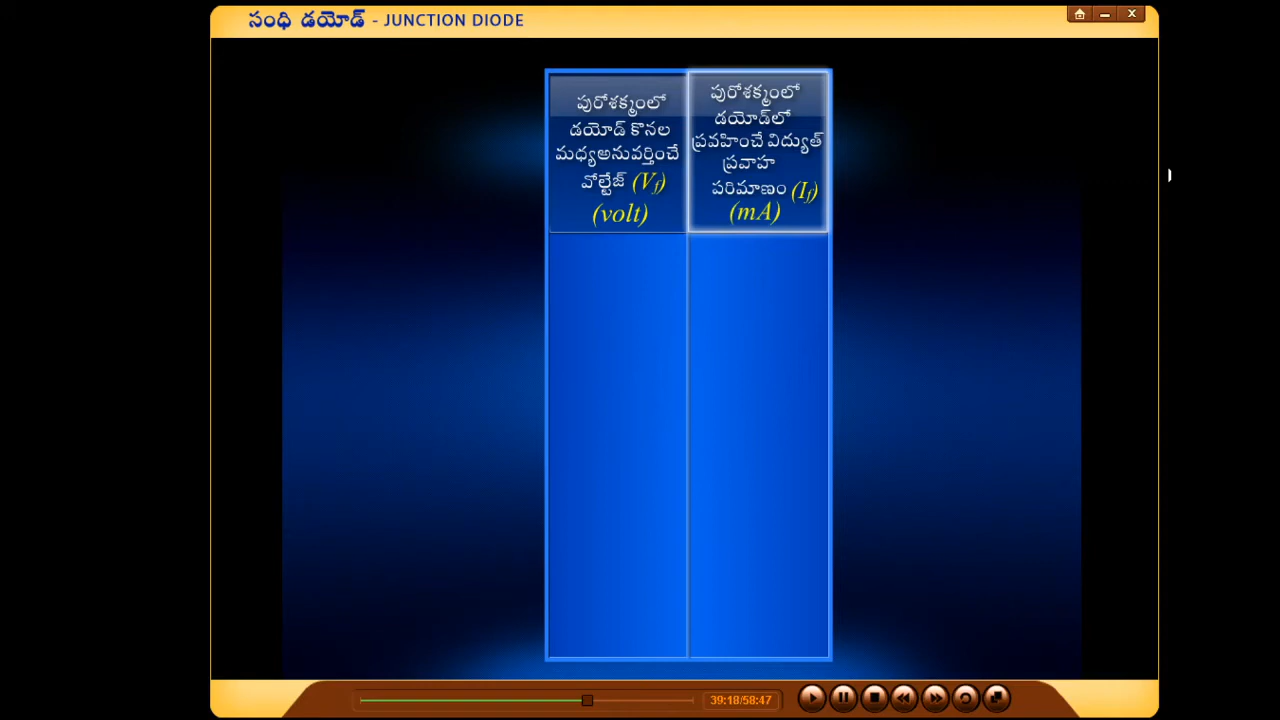 సంధి డయోడ్ - JUNCTION DIODE
పురోశక్మంలో
డయోడ్ కొనల
మధ్యఅనువర్తించే
వోల్టేజ్ (Vf)
(volt)
పురోశక్మంలో
డయోడ్‌లో
ప్రవహించే విద్యుత్
ప్రవాహ
పరిమాణం (If)
(mA)
39:18/58:47